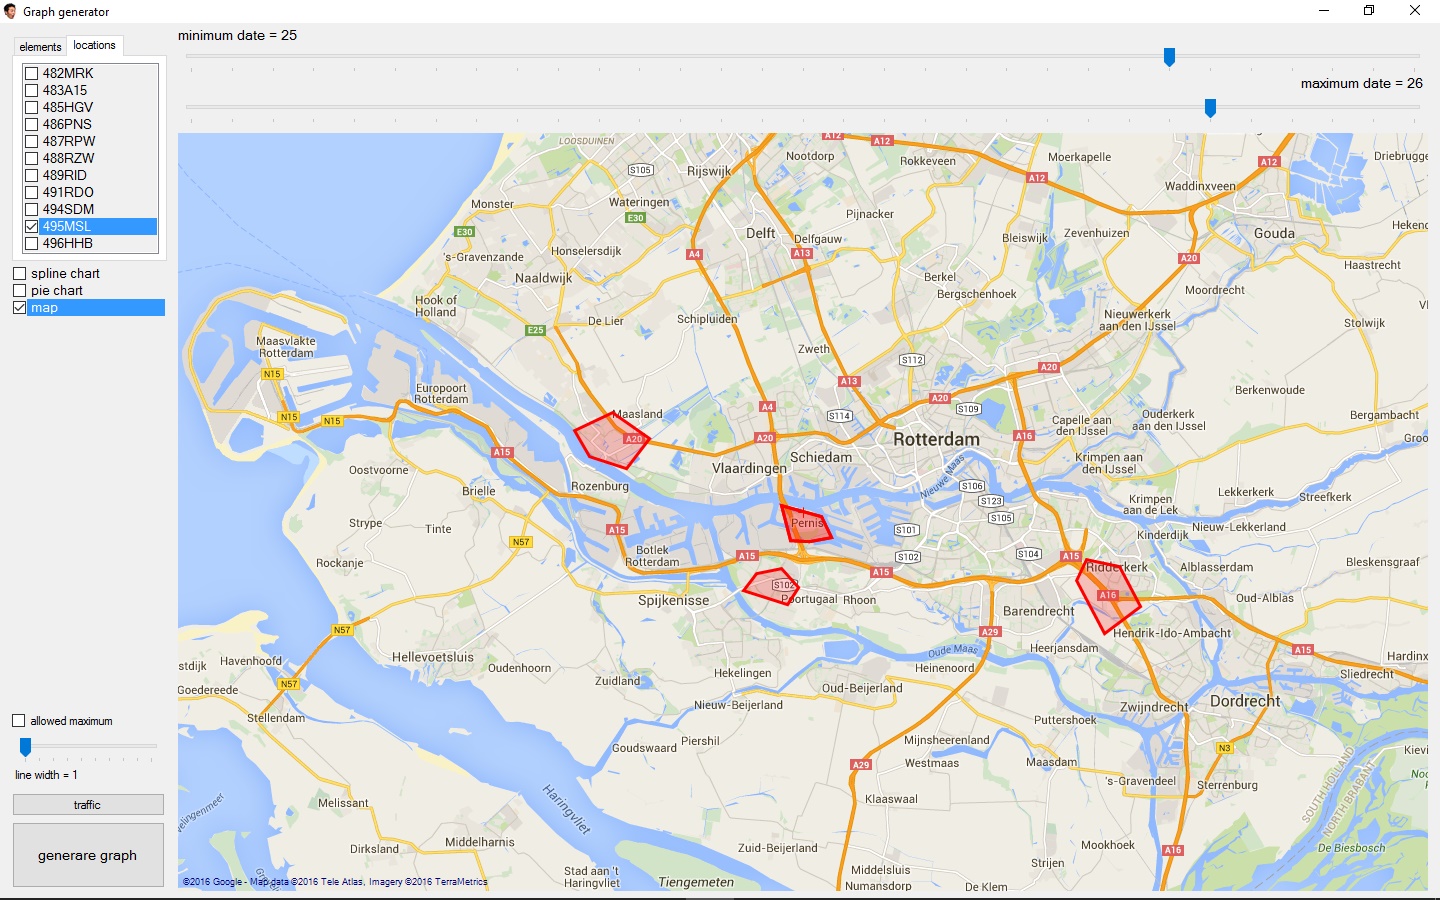 Graph generator
elements
locations
482MRK
483A15
485HGV
486PNS
487RPW
488RZW
489RID
491RDO
494SDM
495MSL
496HHB
spline chart
pie chart
map
allowed maximum
line width = 1
traffic
generare graph
minimum date = 25
maximum date = 26
LOOSDUINEN
A12
A12
S105
Rijswijk
Nootdorp
Rokkeveen
Moerkapelle
A12
Driebrugge
A12
Waddinxveen
Monster
Wateringen
E30
Pijnacker
E30
Delft
Delfgauw
Bleiswijk
Zevenhuizen
Gouda
Hekend
Honselersdijk
's-Gravenzande
A4
A13
A20
Haastrecht
Naaldwijk
Berkel
Bergschenhoek
Moordrecht
Hook of
Holland
De Lier
Schipluiden
Nieuwerkerk
aan den IJssel
Stolwijk
E25
Maasvlakte
Rotterdam
Zweth
S112
N15
A13
A20
Europoort
Rotterdam
Berkenwoude
A20
N15
N15
Maasland
A4
S114
S109
Capelle aan
den IJssel
Ouderkerk
aan den IJssel
Bergambacht
A20
A20
Rotterdam
A16
Groo
A15
Vlaardingen
Schiedam
Krimpen aan
den IJssel
Oostvoorne
Rozenburg
Nieuwe Maas
S106
Brielle
S123
Krimpen
aan de Lek
Lekkerkerk
Streefkerk
Strype
Tinte
A15
Pernis
S101
S105
Nieuw-Lekkerland
Kinderdijk
N57
Botlek
Rotterdam
A15
S102
S104
A15
Ridderkerk
Alblasserdam
Bleskensgraaf
Rockanje
A15
S102
Spijkenisse
Poortugaal
Rhoon
A16
Oud-Alblas
Barendrecht
N57
A29
Hendrik-Ido-Ambacht
Heerjansdam
A15
Oude Maas
Hellevoetsluis
Oudenhoorn
Heinenoord
Hardinx
stdijk
Havenhoofd
Hekelingen
Sliedrecht
Zuidland
Goedereede
N57
Oud-Beijerland
Dordrecht
Nieuw-Beijerland
Zwijndrecht
Stellendam
Puttershoek
Goudswaard
Piershil
Mijnsheerenland
N3
A29
Westmaas
Maasdam
's-Gravendeel
Sterrenburg
SOUTH HOLLAND
NORTH BRABANT
Haringvliet
Melissant
Klaaswaal
Middelharnis
Dirksland
Zuid-Beijerland
Mookhoek
A16
De Biesbosch
Strijen
Stad aan 't
Haringvliet
Tiengemeten
Middelsluis
Numansdorp
De Klem
©2016 Google - Map data ©2016 Tele Atlas, Imagery ©2016 TerraMetrics